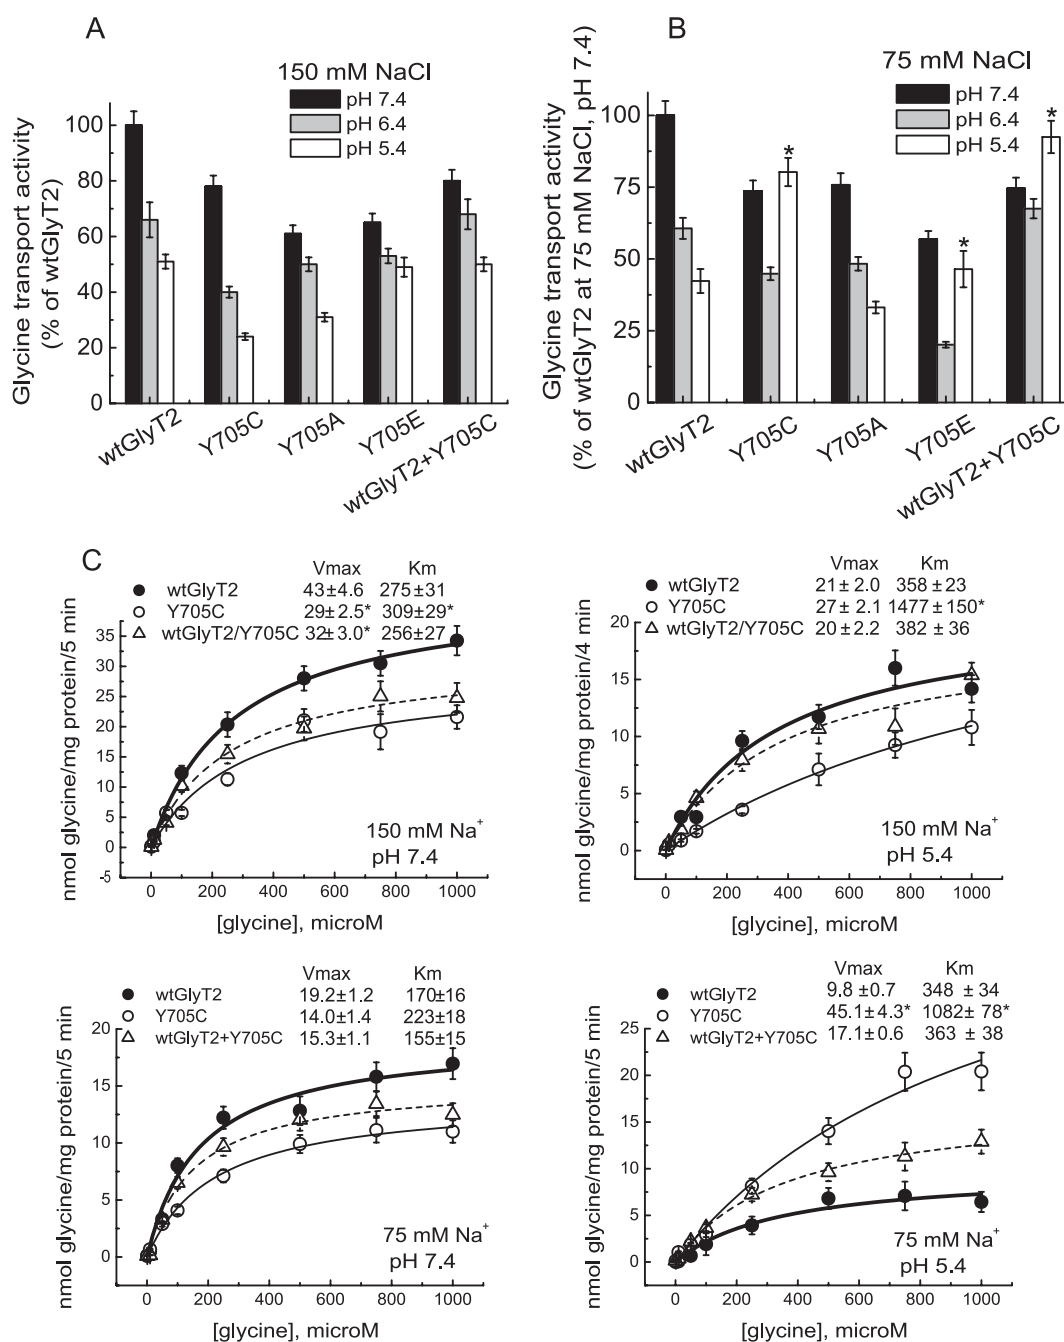 A
150 mM NaCl
pH 7.4
pH 6.4
pH 5.4
Glycine transport activity
(% of wtGlyT2)
100
80
60
40
20
0
wtGlyT2
Y705C
Y705A
Y705E
wtGlyT2+Y705C
B
75 mM NaCl
pH 7.4
pH 6.4
pH 5.4
Glycine transport activity
(% of wtGlyT2 at 75 mM NaCl, pH 7.4)
100
75
50
25
0
* * *
wtGlyT2
Y705C
Y705A
Y705E
wtGlyT2+Y705C
C
Vmax Km
wtGlyT2 43±4.6 275±31
Y705C 29±2.5* 309±29*
wtGlyT2/Y705C 32±3.0* 256±27
nmol glycine/mg protein/5 min
35
30
25
20
15
10
5
0
-5
150 mM Na+
pH 7.4
0 200 400 600 800 1000
[glycine], microM
Vmax Km
wtGlyT2 21±2.0 358±23
Y705C 27±2.1 1477±150*
wtGlyT2/Y705C 20±2.2 382±36
nmol glycine/mg protein/4 min
20
15
10
5
0
150 mM Na+
pH 5.4
0 200 400 600 800 1000
[glycine], microM
Vmax Km
wtGlyT2 19.2±1.2 170±16
Y705C 14.0±1.4 223±18
wtGlyT2+Y705C 15.3±1.1 155±15
nmol glycine/mg protein/5 min
20
15
10
5
0
75 mM Na+
pH 7.4
0 200 400 600 800 1000
[glycine], microM
Vmax Km
wtGlyT2 9.8 ±0.7 348 ± 34
Y705C 45.1±4.3* 1082± 78*
wtGlyT2+Y705C 17.1±0.6 363 ± 38
nmol glycine/mg protein/5 min
25
20
15
10
5
0
75 mM Na+
pH 5.4
0 200 400 600 800 1000
[glycine], microM